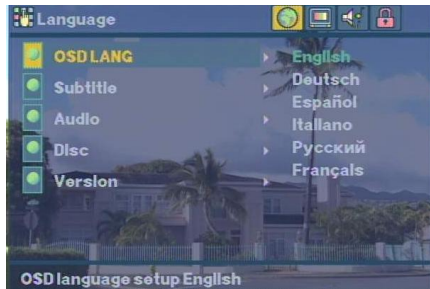 Language
OSD LANG
English
Deutsch
Subtitle
Español
Audio
Italiano
Disc
Русский
Français
Version
OSD language setup English